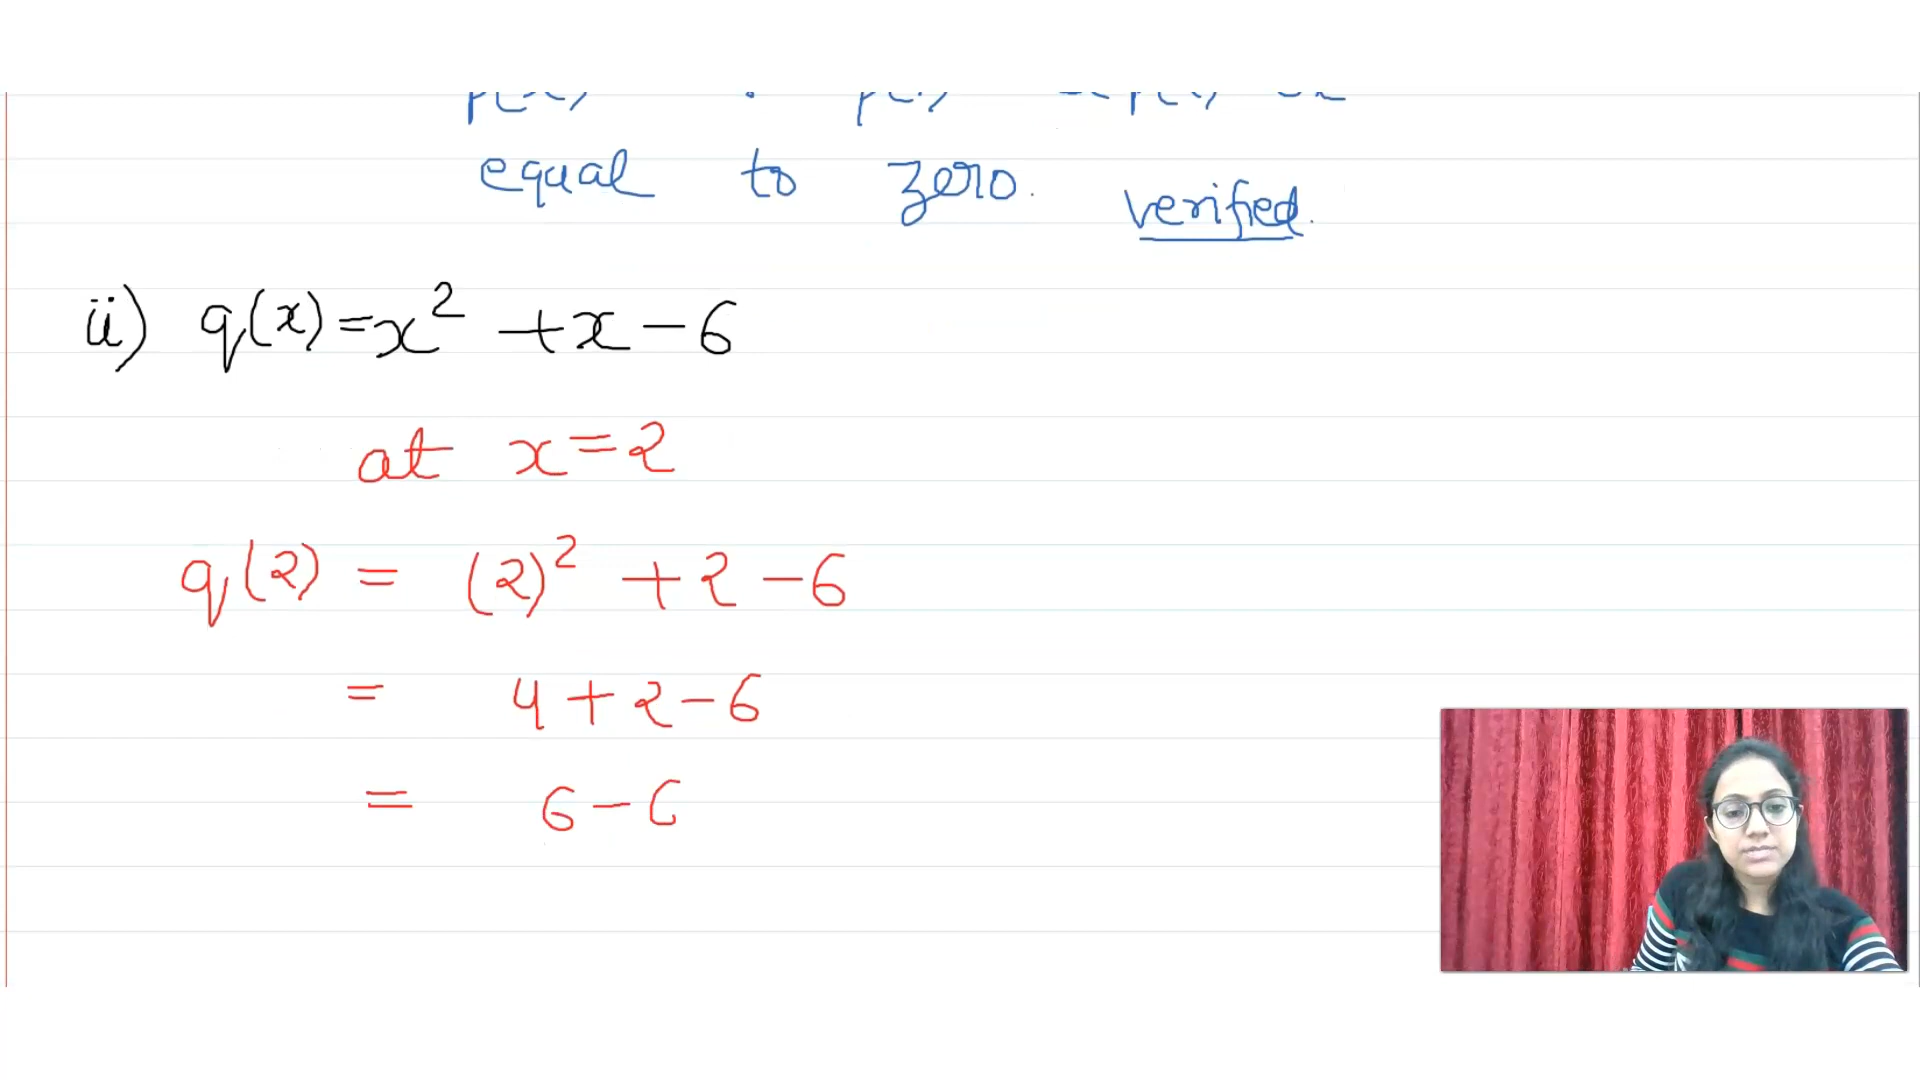 equal to zero. verified.
ii) q(x)=x² +x-6
at x=2
q(2) = (2)² +2-6
= 4+2-6
= 6-6